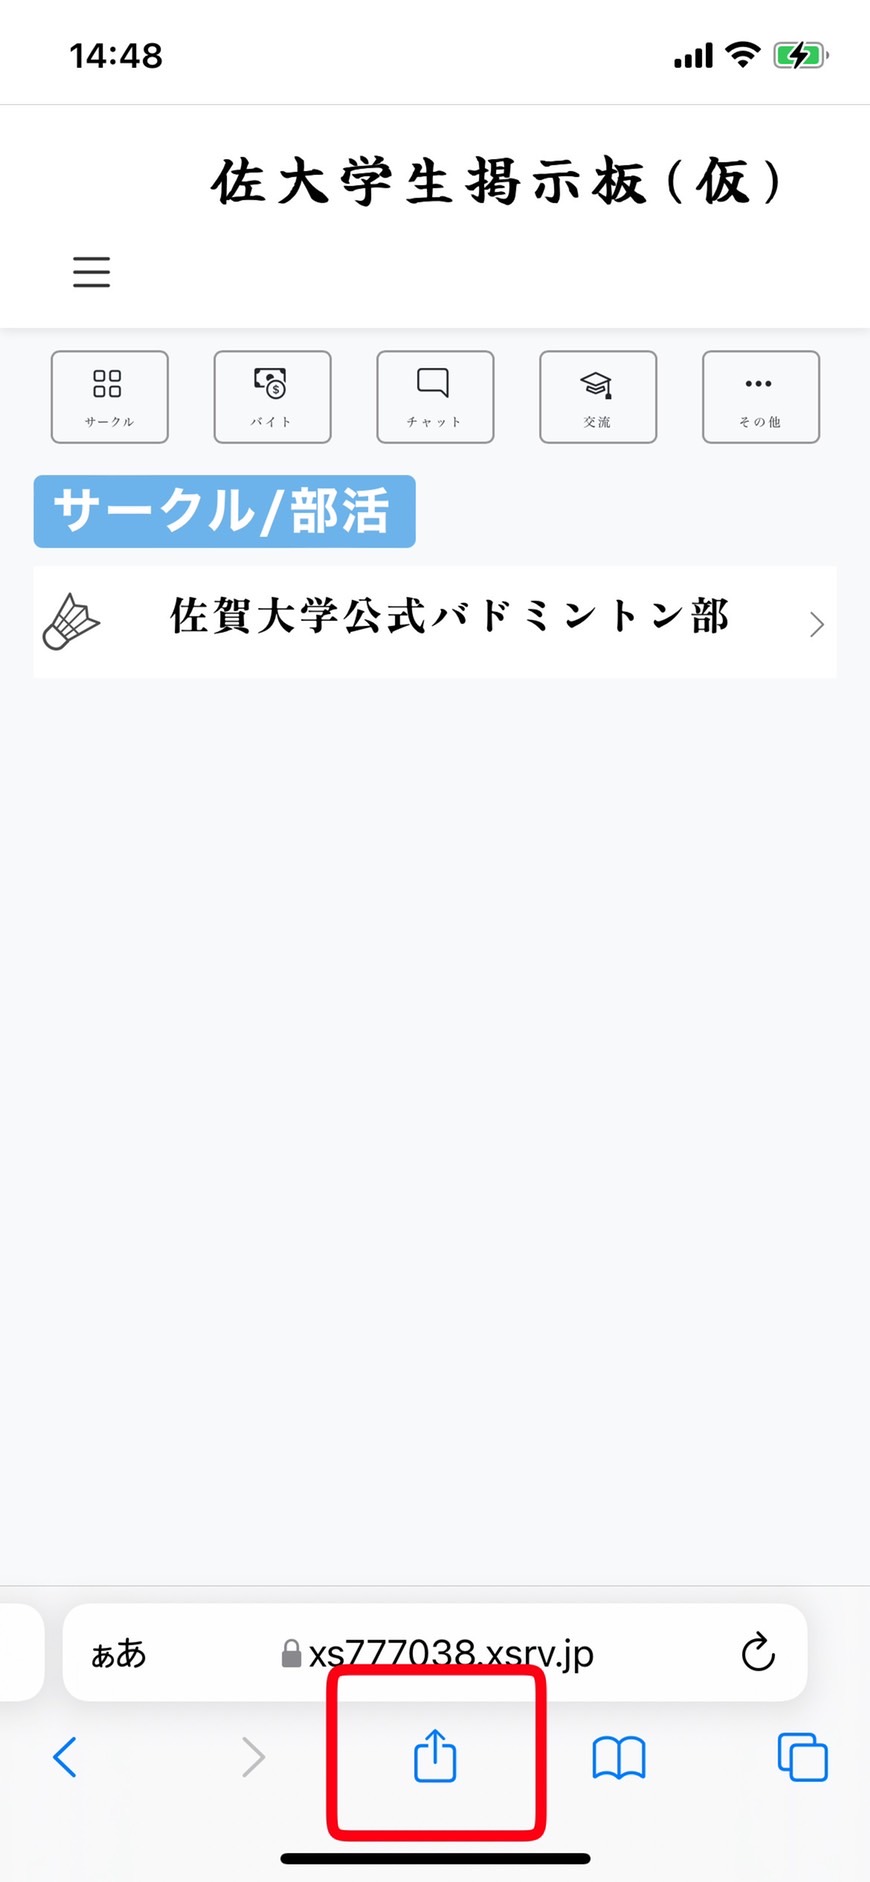 14:48
佐大学生掲示板(仮)
サークル
バイト
チャット
交流
その他
サークル/部活
佐賀大学公式バドミントン部
ぁあ
xs777038.xsrv.jp